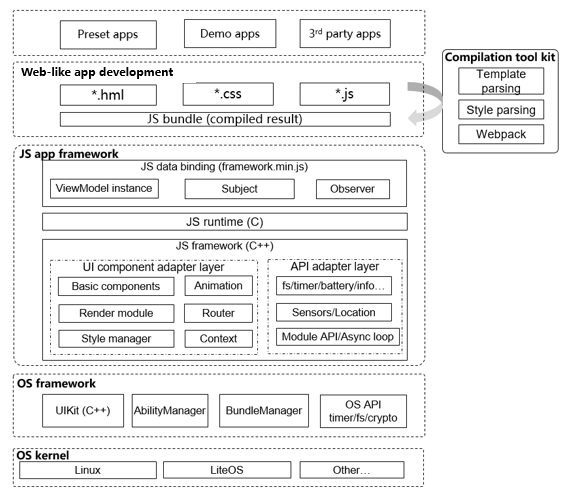 Preset apps
Demo apps
3rd party apps
Web-like app development
*.hml
*.css
*.js
JS bundle (compiled result)
Compilation tool kit
Template
parsing
Style parsing
Webpack
JS app framework
JS data binding (framework.min.js)
ViewModel instance
Subject
Observer
JS runtime (C)
JS framework (C++)
UI component adapter layer
Basic components
Animation
Render module
Router
Style manager
Context
API adapter layer
fs/timer/battery/info…
Sensors/Location
Module API/Async loop
OS framework
UIKit (C++)
AbilityManager
BundleManager
OS API
timer/fs/crypto
OS kernel
Linux
LiteOS
Other…